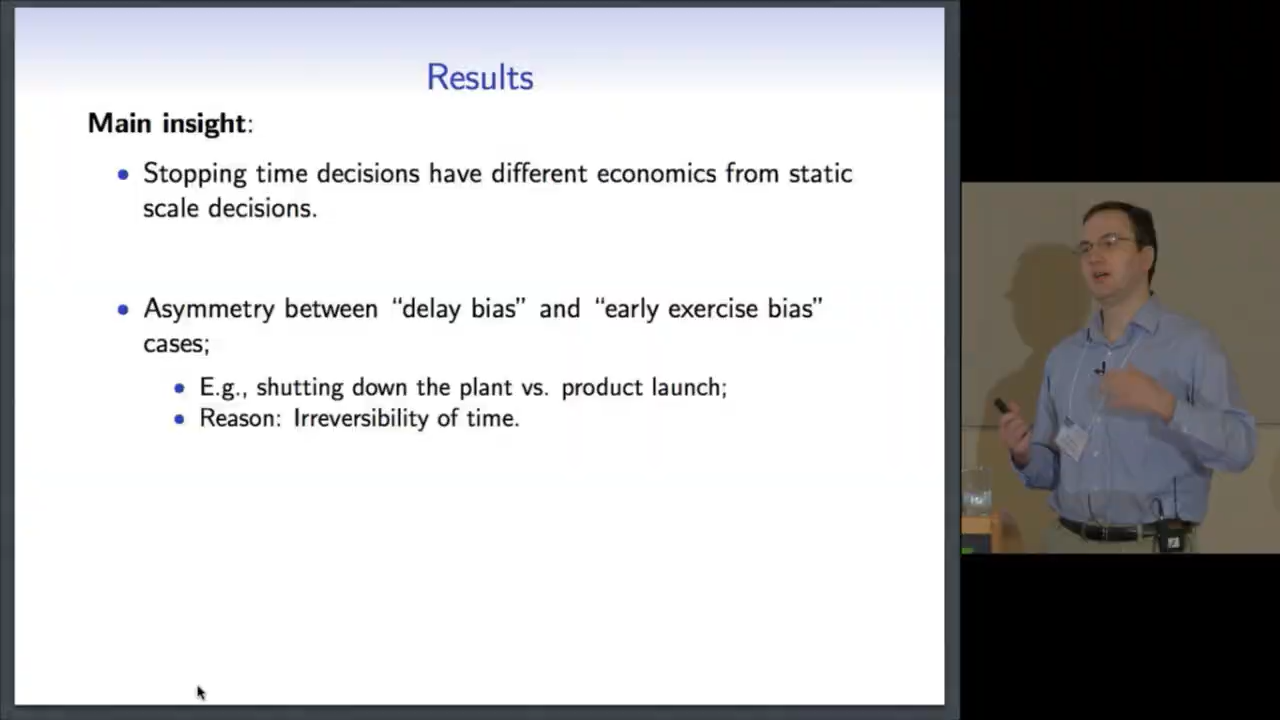 Results
Main insight:
• Stopping time decisions have different economics from static
scale decisions.
• Asymmetry between “delay bias” and “early exercise bias”
cases;
• E.g., shutting down the plant vs. product launch;
• Reason: Irreversibility of time.